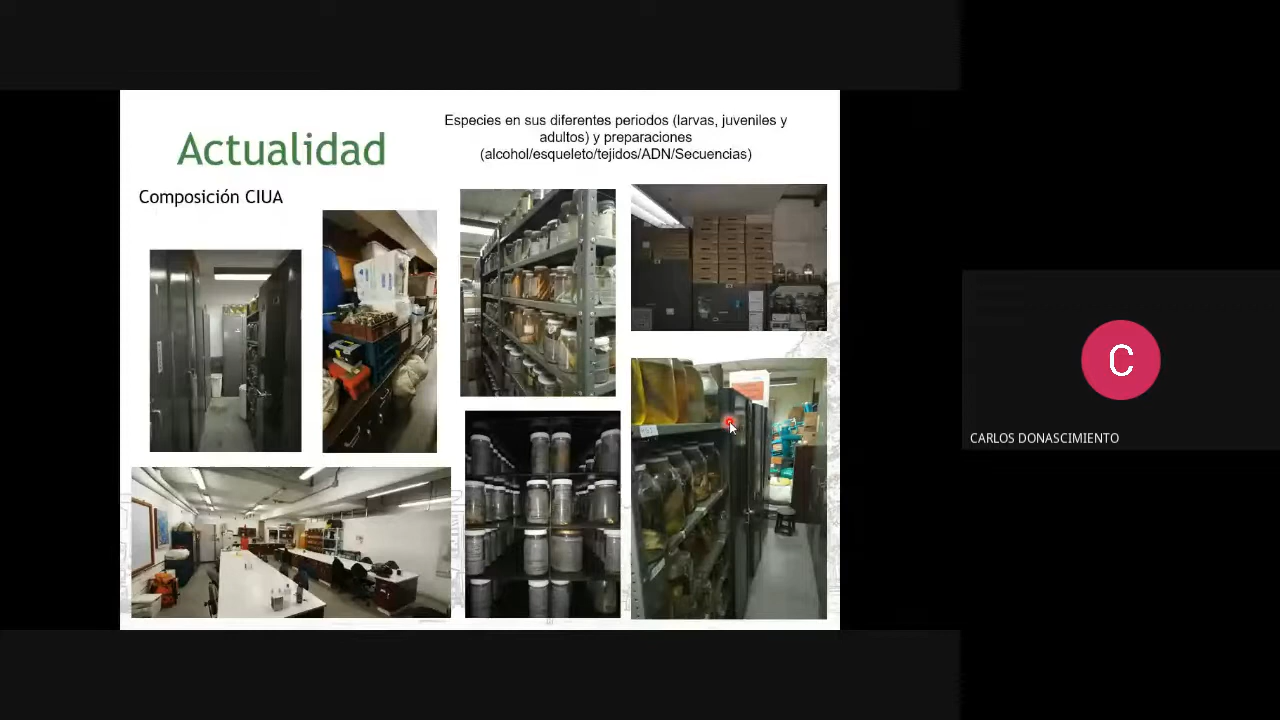 Actualidad
Especies en sus diferentes periodos (larvas, juveniles y
adultos) y preparaciones
(alcohol/esqueleto/tejidos/ADN/Secuencias)
Composición CIUA
C
CARLOS DONASCIMIENTO